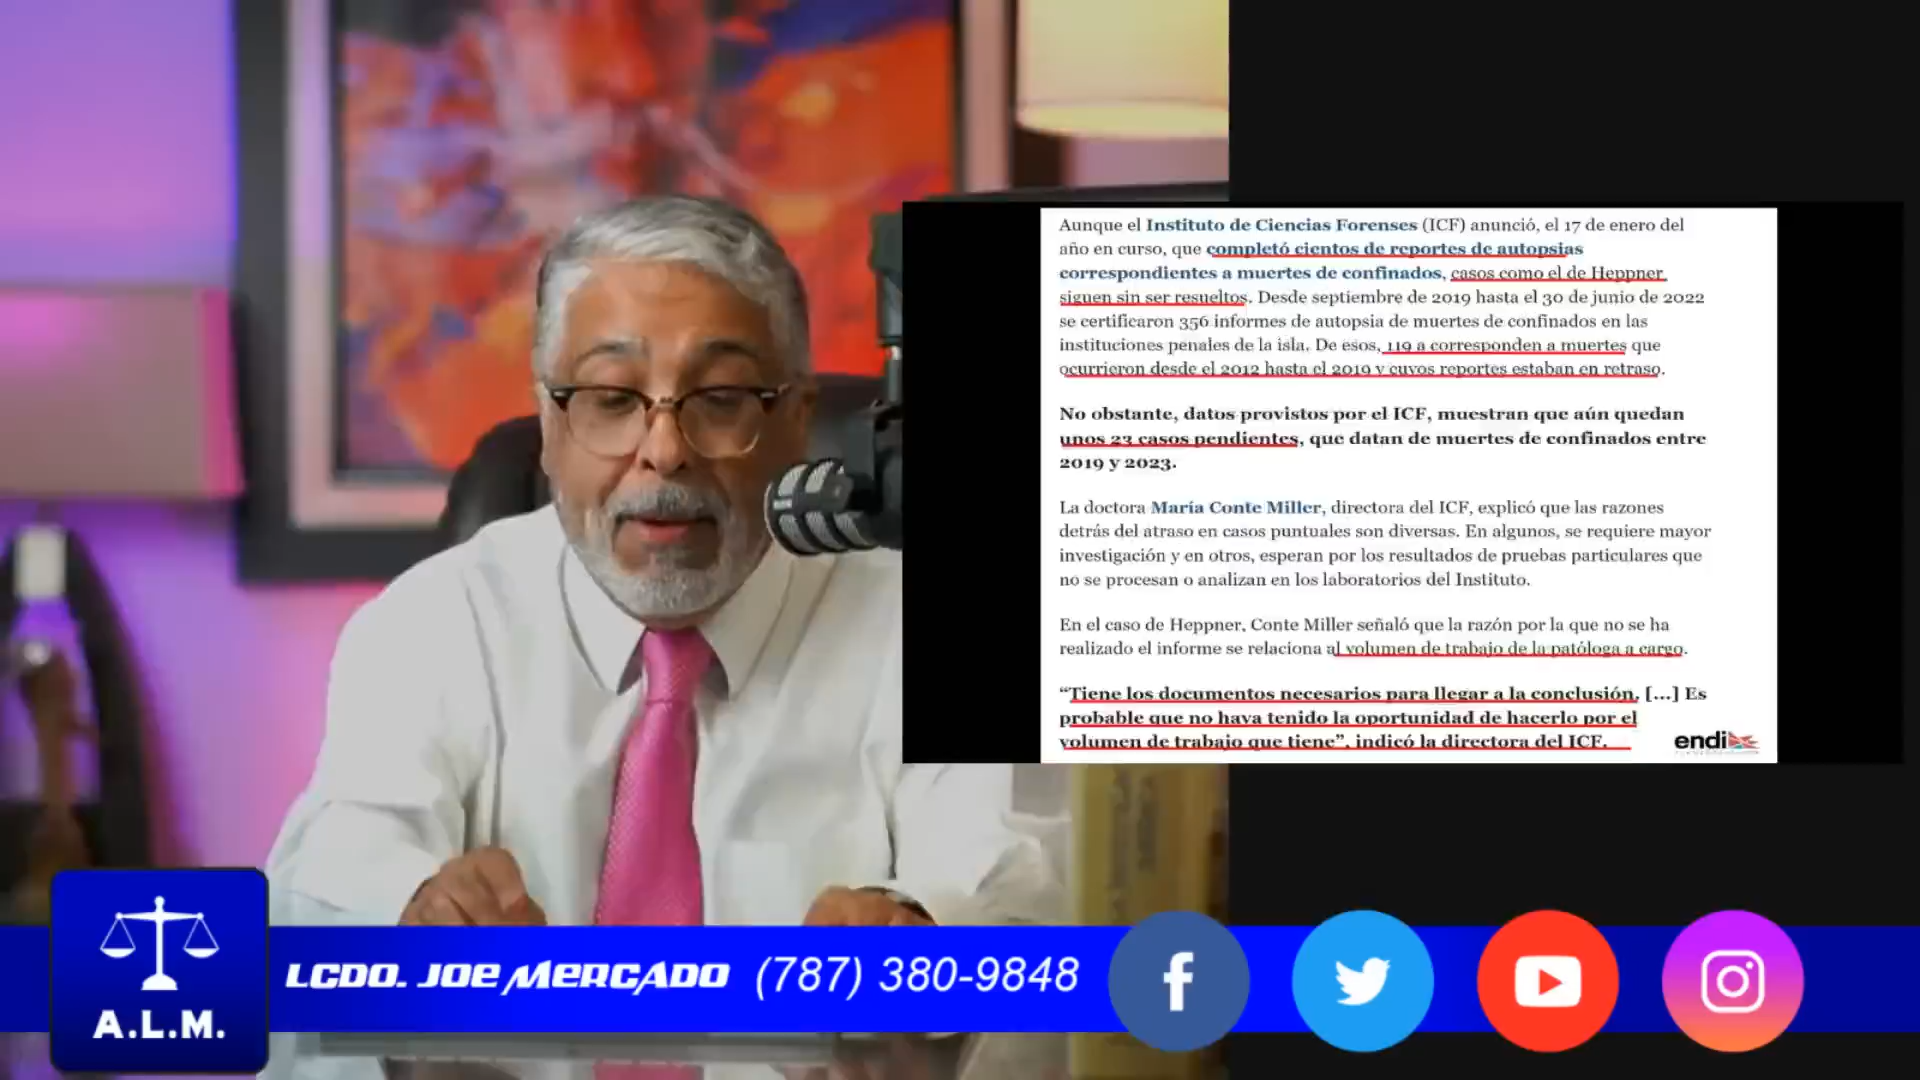 Aunque el Instituto de Ciencias Forenses (ICF) anunció, el 17 de enero del
año en curso, que completó cientos de reportes de autopsias
correspondientes a muertes de confinados, casos como el de Heppner
siguen sin ser resueltos. Desde septiembre de 2019 hasta el 30 de junio de 2022
se certificaron 356 informes de autopsia de muertes de confinados en las
instituciones penales de la isla. De esos, 119 a corresponden a muertes que
ocurrieron desde el 2012 hasta el 2019 y cuyos reportes estaban en retraso.
No obstante, datos provistos por el ICF, muestran que aún quedan
unos 23 casos pendientes, que datan de muertes de confinados entre
2019 y 2023.
La doctora María Conte Miller, directora del ICF, explicó que las razones
detrás del atraso en casos puntuales son diversas. En algunos, se requiere mayor
investigación y en otros, esperan por los resultados de pruebas particulares que
no se procesan o analizan en los laboratorios del Instituto.
En el caso de Heppner, Conte Miller señaló que la razón por la que no se ha
realizado el informe se relaciona al volumen de trabajo de la patóloga a cargo.
“Tiene los documentos necesarios para llegar a la conclusión. [...] Es
probable que no haya tenido la oportunidad de hacerlo por el
volumen de trabajo que tiene”, indicó la directora del ICF.
endi
A.L.M.
LCDO. JOE MERCADO (787) 380-9848